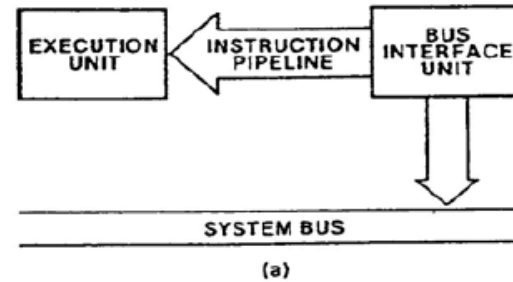 EXECUTION
UNIT
INSTRUCTION
PIPELINE
BUS
INTERFACE
UNIT
SYSTEM BUS
(a)